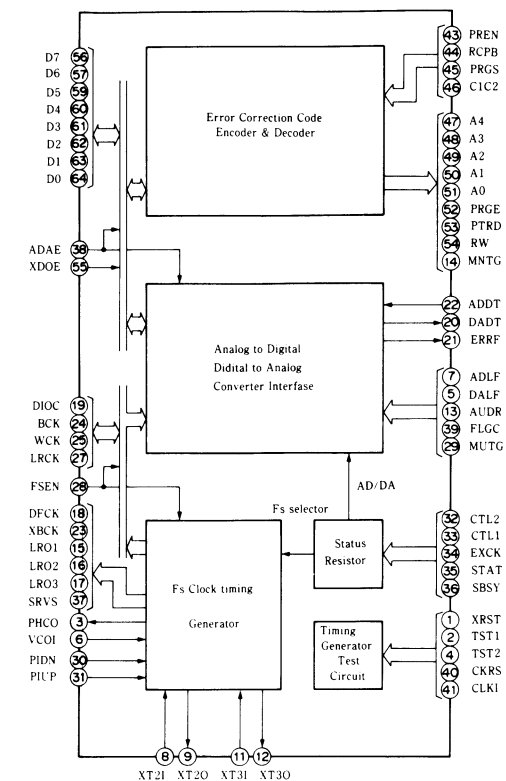 D7 56
D6 57
D5 59
D4 60
D3 61
D2 62
D1 63
D0 64
ADAE 38
XDOE 55
DIOC 19
BCK 24
WCK 25
LRCK 27
FSEN 28
DFCK 18
XBCK 23
LRO1 15
LRO2 16
LRO3 17
SRVS 37
PHCO 3
VCOI 6
PIDN 30
PIUP 31
Error Correction Code
Encoder & Decoder
Analog to Digital
Didital to Analog
Converter Interfase
AD/DA
Fs selector
Fs Clock timing
Generator
Status
Resistor
Timing
Generator
Test
Circuit
43 PREN
44 RCPB
45 PRGS
46 C1C2
47 A4
48 A3
49 A2
50 A1
51 A0
52 PRGE
53 PTRD
54 RW
14 MNTG
22 ADDT
20 DADT
21 ERRF
7 ADLF
5 DALF
13 AUDR
39 FLGC
29 MUTG
32 CTL2
33 CTL1
34 EXCK
35 STAT
36 SBSY
1 XRST
2 TST1
4 TST2
40 CKRS
41 CLKI
8 9 11 12
XT2I XT2O XT3I XT3O